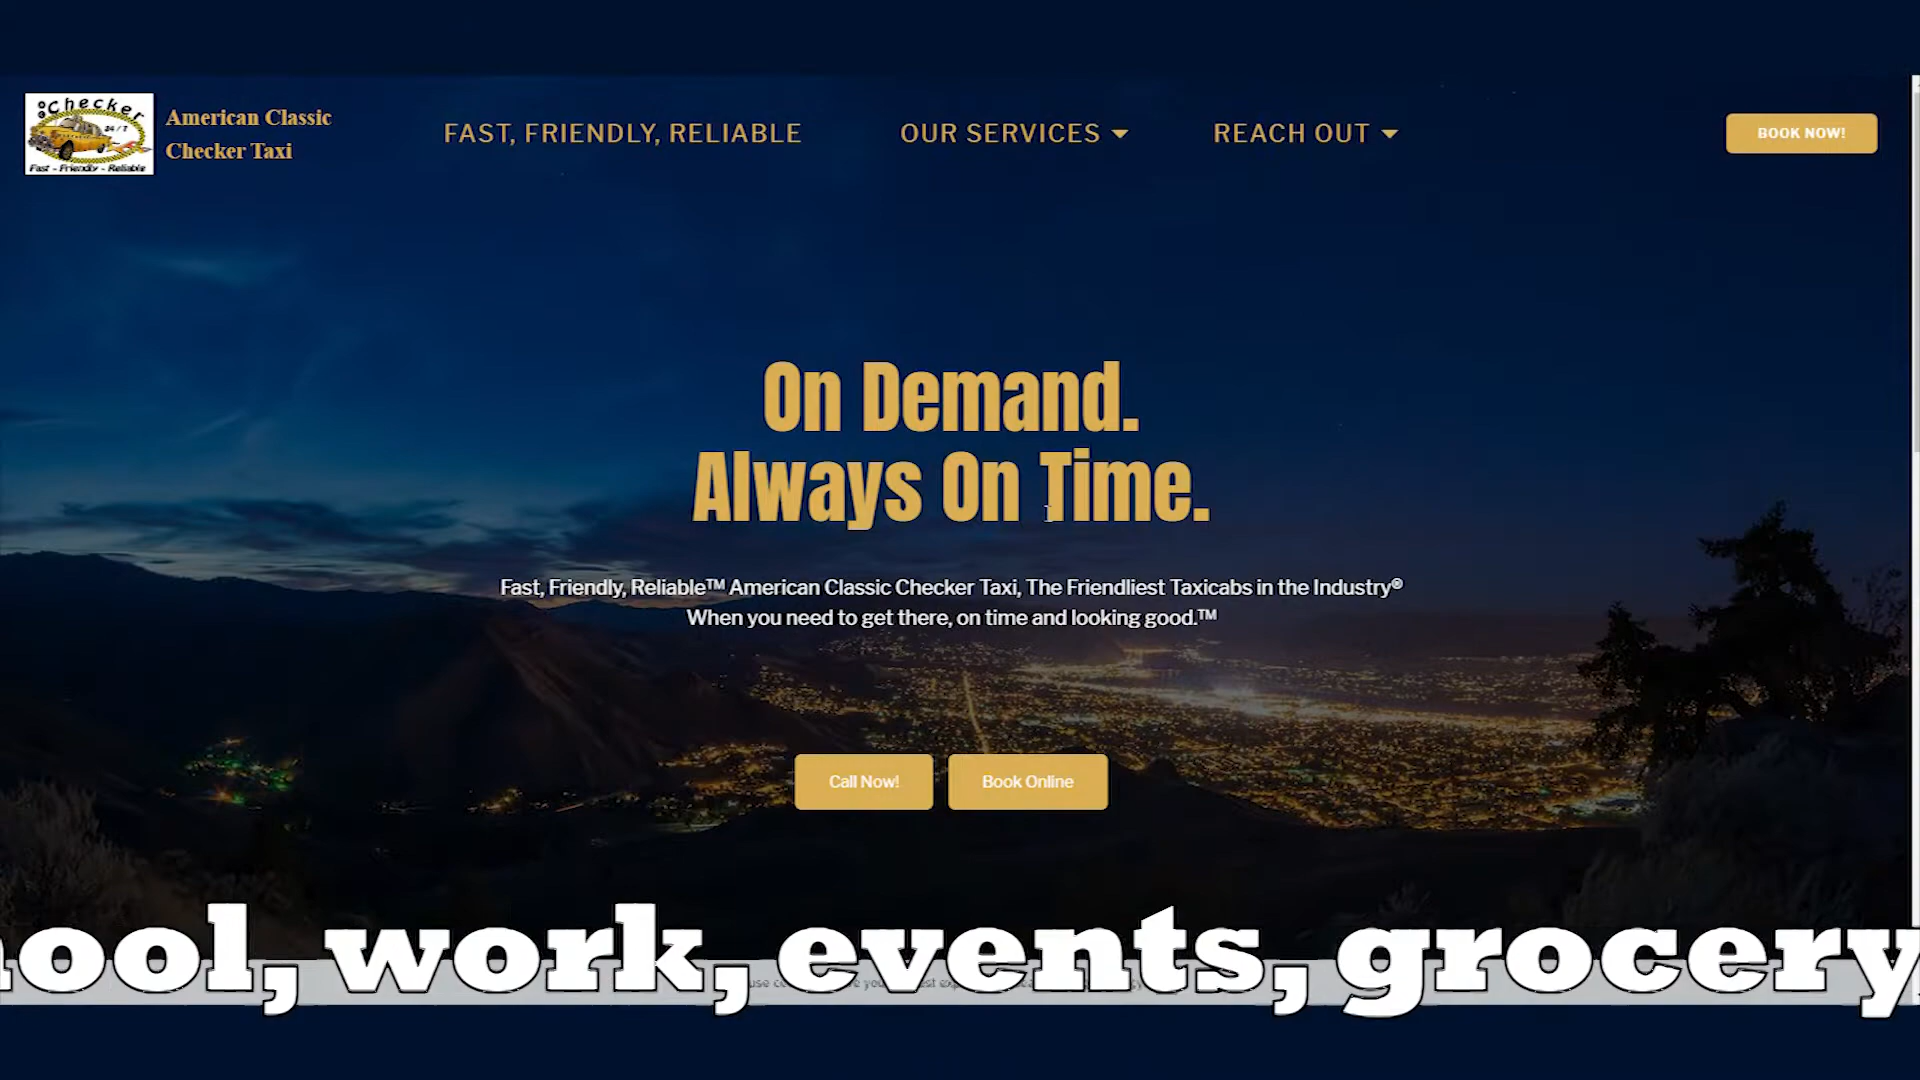 Checker
24/7
Fast - Friendly - Reliable
American Classic
Checker Taxi
FAST, FRIENDLY, RELIABLE
OUR SERVICES
REACH OUT
BOOK NOW!
On Demand.
Always On Time.
Fast, Friendly, Reliable™ American Classic Checker Taxi, The Friendliest Taxicabs in the Industry®
When you need to get there, on time and looking good.™
Call Now!
Book Online
ool, work, events, grocery